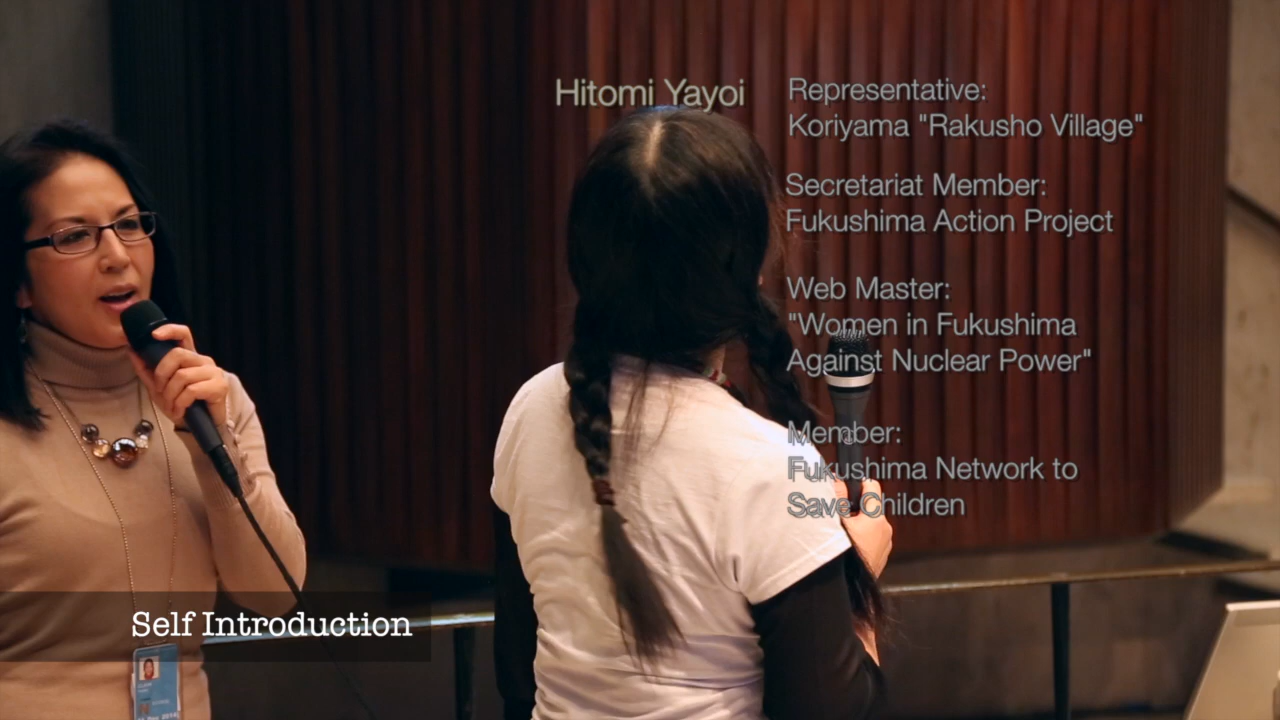 Hitomi Yayoi
Representative:
Koriyama "Rakusho Village"
Secretariat Member:
Fukushima Action Project
Web Master:
"Women in Fukushima
Against Nuclear Power"
Member:
Fukushima Network to
Save Children
Self Introduction